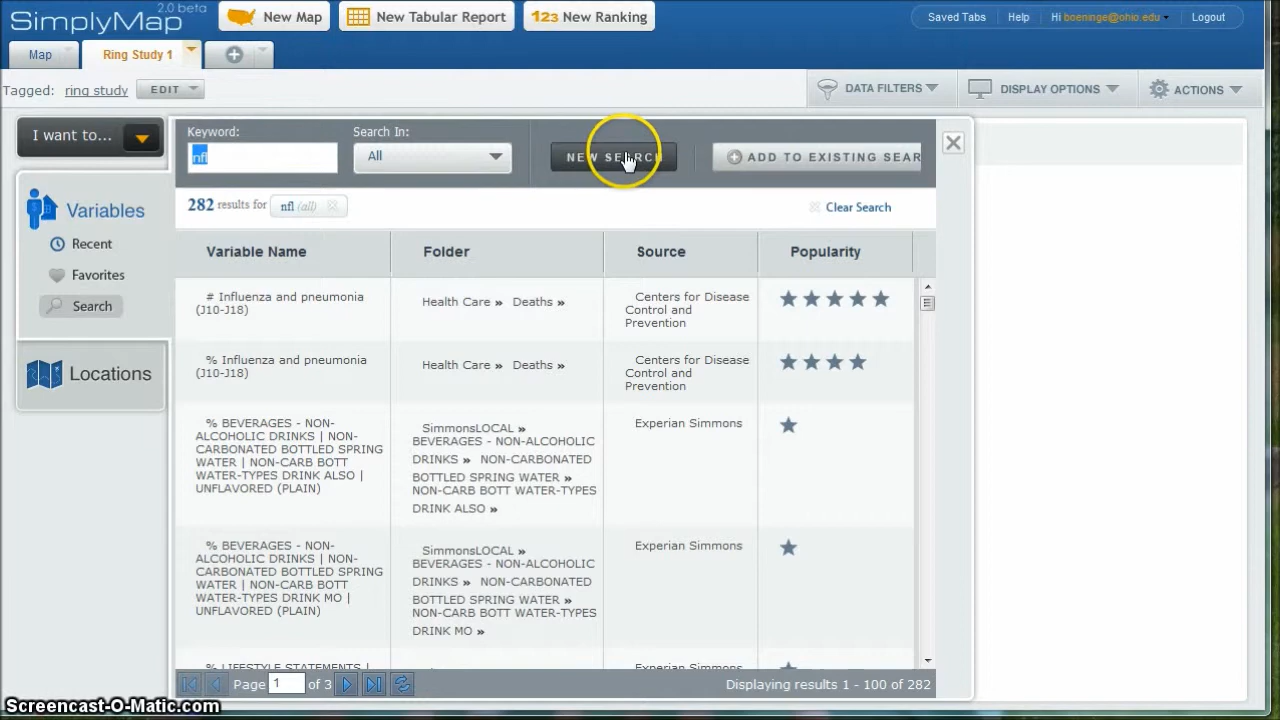 SimplyMap 2.0 beta
New Map
New Tabular Report
123 New Ranking
Saved Tabs
Help
Hi boeninge@ohio.edu
Logout
Map
Ring Study 1
Tagged: ring study
EDIT
DATA FILTERS
DISPLAY OPTIONS
ACTIONS
I want to...
Variables
Recent
Favorites
Search
Locations
Keyword:
nfl
Search In:
All
NEW SEARCH
ADD TO EXISTING SEAR
282 results for nfl (all)
Clear Search
Variable Name
Folder
Source
Popularity
# Influenza and pneumonia
(J10-J18)
Health Care » Deaths »
Centers for Disease
Control and
Prevention
% Influenza and pneumonia
(J10-J18)
Health Care » Deaths »
Centers for Disease
Control and
Prevention
% BEVERAGES - NON-
ALCOHOLIC DRINKS | NON-
CARBONATED BOTTLED SPRING
WATER | NON-CARB BOTT
WATER-TYPES DRINK ALSO |
UNFLAVORED (PLAIN)
SimmonsLOCAL »
BEVERAGES - NON-ALCOHOLIC
DRINKS » NON-CARBONATED
BOTTLED SPRING WATER »
NON-CARB BOTT WATER-TYPES
DRINK ALSO »
Experian Simmons
% BEVERAGES - NON-
ALCOHOLIC DRINKS | NON-
CARBONATED BOTTLED SPRING
WATER | NON-CARB BOTT
WATER-TYPES DRINK MO |
UNFLAVORED (PLAIN)
SimmonsLOCAL »
BEVERAGES - NON-ALCOHOLIC
DRINKS » NON-CARBONATED
BOTTLED SPRING WATER »
NON-CARB BOTT WATER-TYPES
DRINK MO »
Experian Simmons
% LIFESTYLE STATEMENTS |
Experian Simmons
Page 1 of 3
Displaying results 1 - 100 of 282
Screencast-O-Matic.com